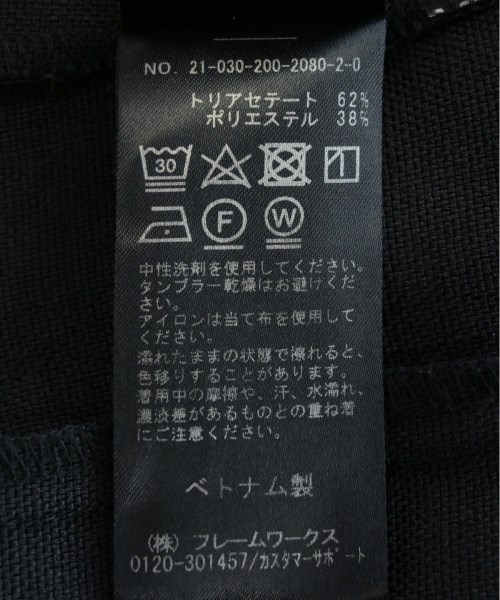 NO. 21-030-200-2080-2-0
トリアセテート 62%
ポリエステル 38%
30
F W
中性洗剤を使用してください。
タンブラー乾燥はお避けくだ
さい。
アイロンは当て布を使用して
ください。
濡れたままの状態で擦れると、
色移りすることがあります。
着用中の摩擦や、汗、水濡れ、
濃淡差があるものとの重ね着
にご注意ください。
ベトナム製
(株) フレームワークス
0120-301457/カスタマーサポート